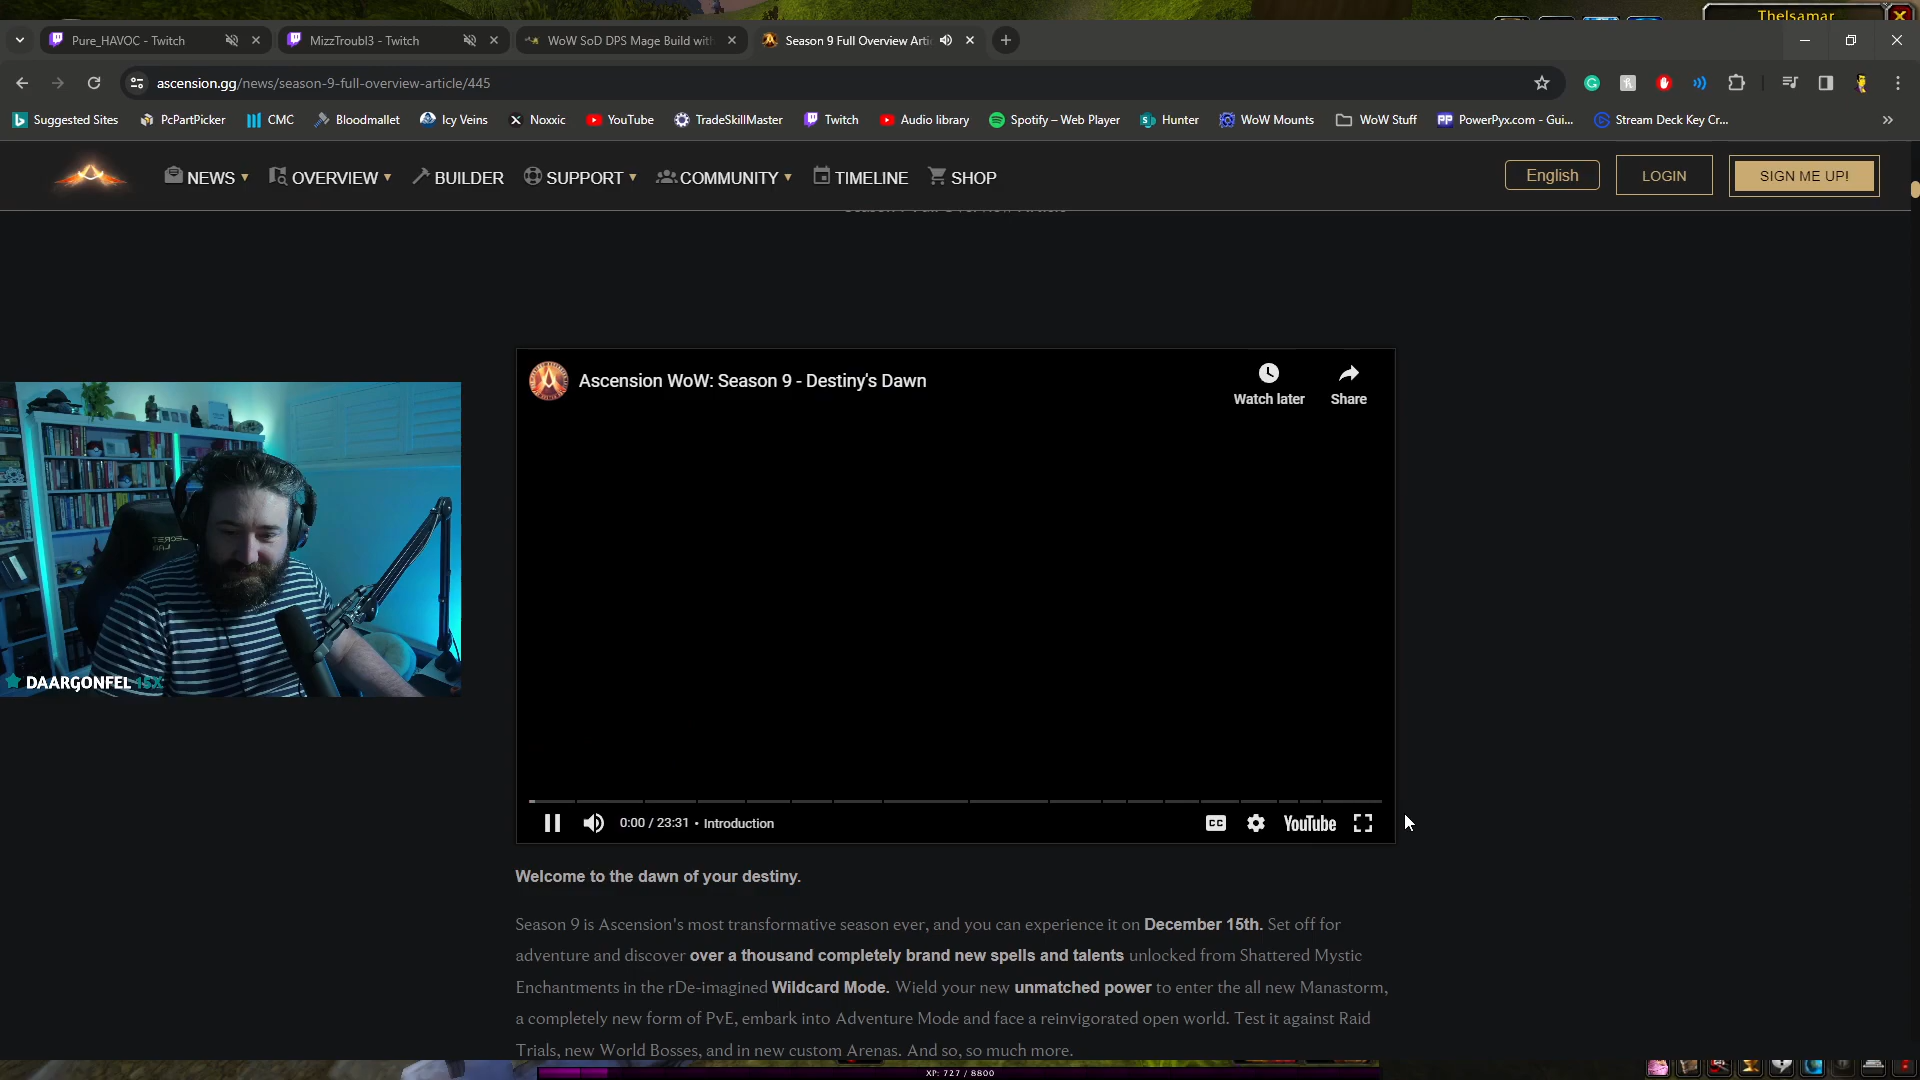 Thelsamar
Pure_HAVOC - Twitch
MizzTroubl3 - Twitch
WoW SoD DPS Mage Build with
Season 9 Full Overview Arti
ascension.gg/news/season-9-full-overview-article/445
Suggested Sites
PcPartPicker
CMC
Bloodmallet
Icy Veins
Noxxic
YouTube
TradeSkillMaster
Twitch
Audio library
Spotify – Web Player
Hunter
WoW Mounts
WoW Stuff
PowerPyx.com - Gui...
Stream Deck Key Cr...
»
NEWS
OVERVIEW
BUILDER
SUPPORT
COMMUNITY
TIMELINE
SHOP
English
LOGIN
SIGN ME UP!
Ascension WoW: Season 9 - Destiny's Dawn
Watch later
Share
SECRET
LAB
DAARGONFEL 15X
0:00 / 23:31 • Introduction
CC
YouTube
Welcome to the dawn of your destiny.
Season 9 is Ascension's most transformative season ever, and you can experience it on December 15th. Set off for
adventure and discover over a thousand completely brand new spells and talents unlocked from Shattered Mystic
Enchantments in the rDe-imagined Wildcard Mode. Wield your new unmatched power to enter the all new Manastorm,
a completely new form of PvE, embark into Adventure Mode and face a reinvigorated open world. Test it against Raid
Trials, new World Bosses, and in new custom Arenas. And so, so much more.
XP: 727 / 8800